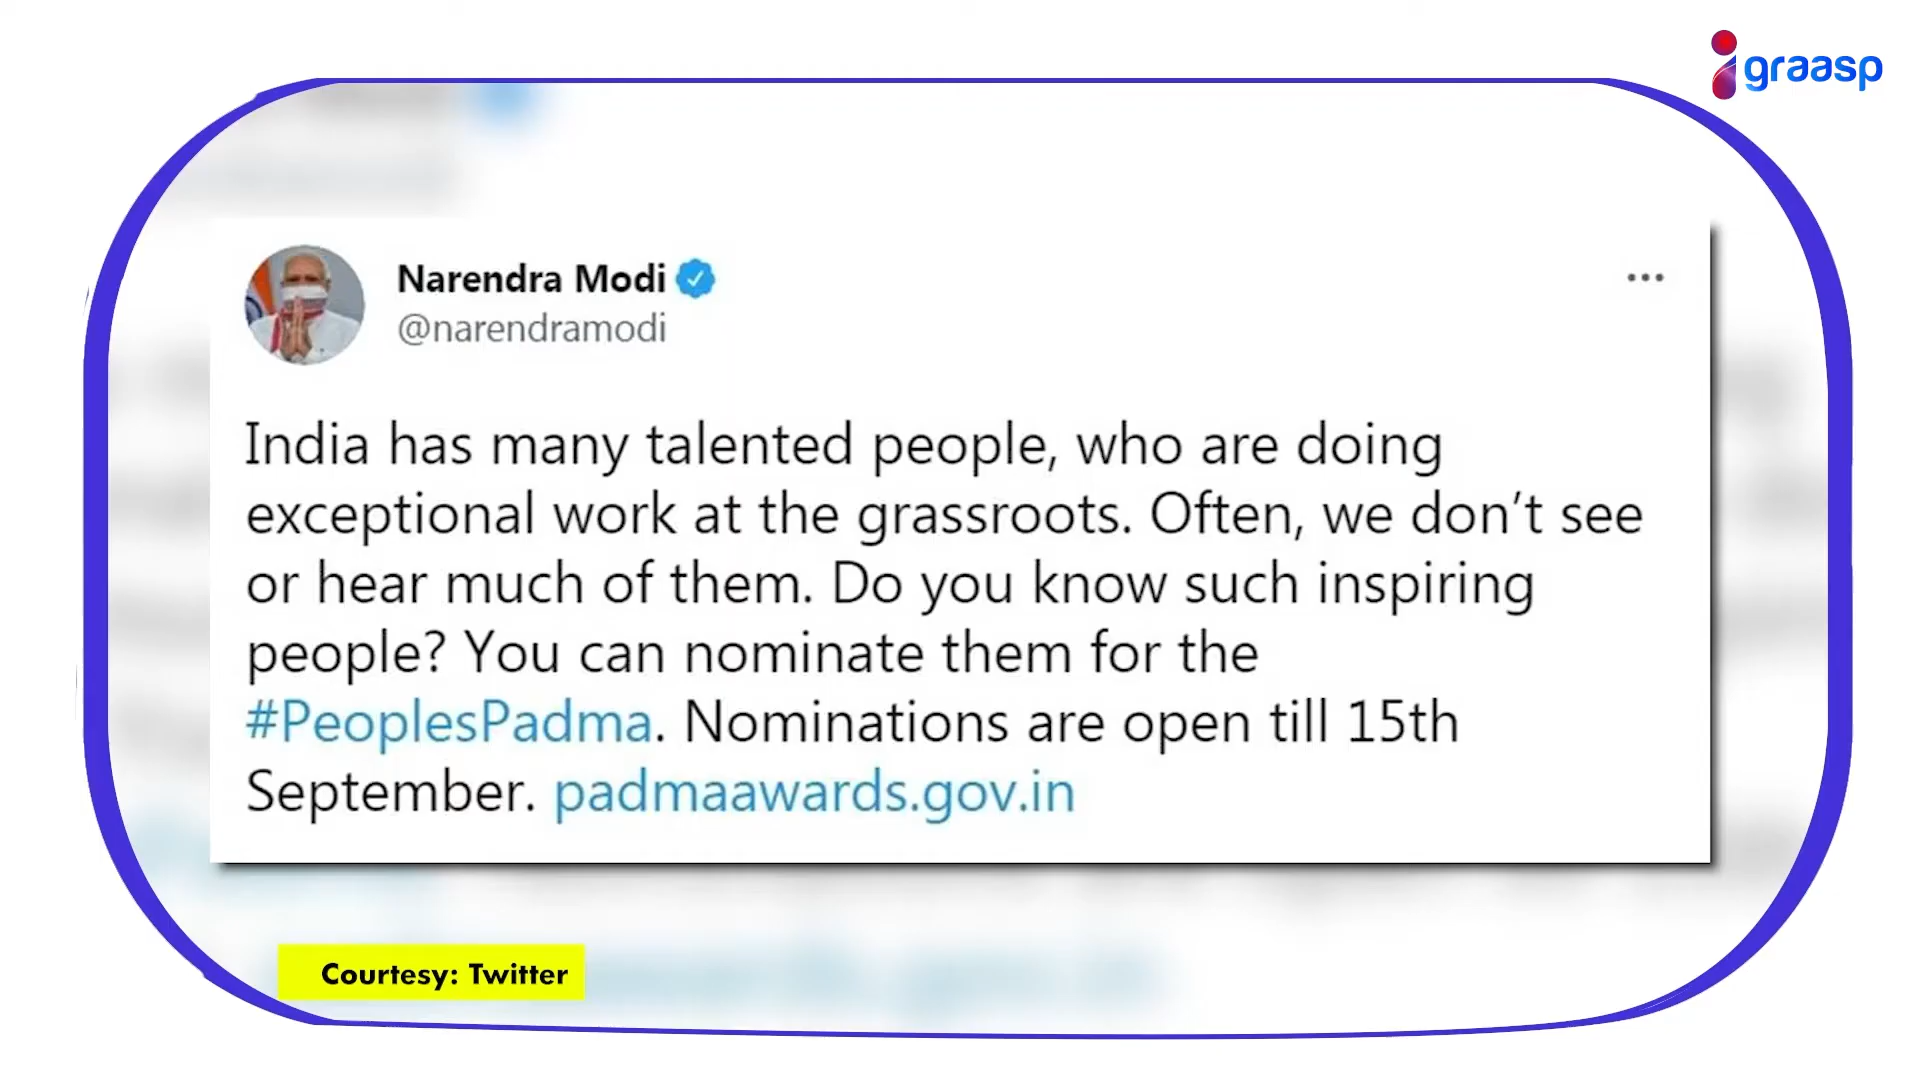 graasp
Narendra Modi
@narendramodi
India has many talented people, who are doing
exceptional work at the grassroots. Often, we don’t see
or hear much of them. Do you know such inspiring
people? You can nominate them for the
#PeoplesPadma. Nominations are open till 15th
September. padmaawards.gov.in
Courtesy: Twitter